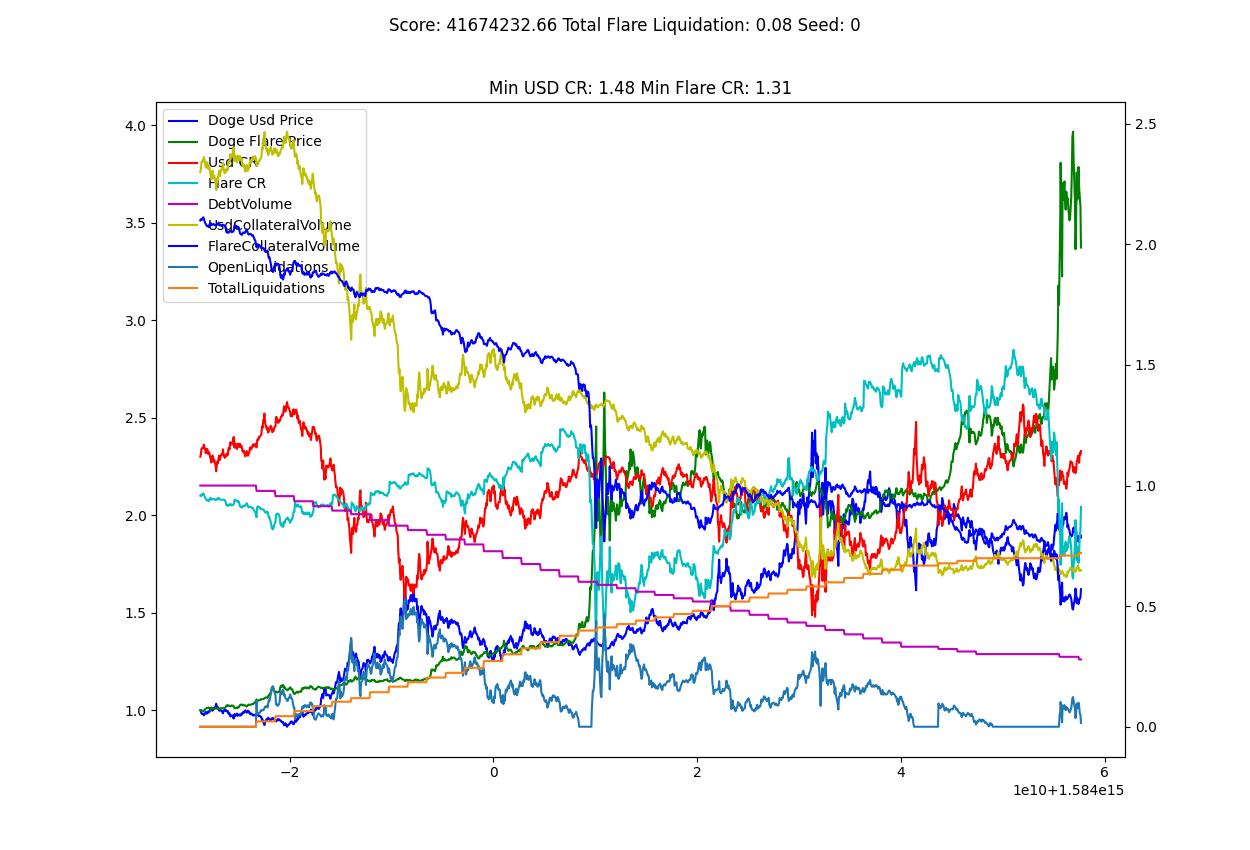 Score: 41674232.66 Total Flare Liquidation: 0.08 Seed: 0
Min USD CR: 1.48 Min Flare CR: 1.31
Doge Usd Price
Doge Flare Price
Usd CR
Flare CR
DebtVolume
UsdCollateralVolume
FlareCollateralVolume
OpenLiquidations
TotalLiquidations
4.0
3.5
3.0
2.5
2.0
1.5
1.0
2.5
2.0
1.5
1.0
0.5
0.0
−2
0
2
4
6
1e10+1.584e15